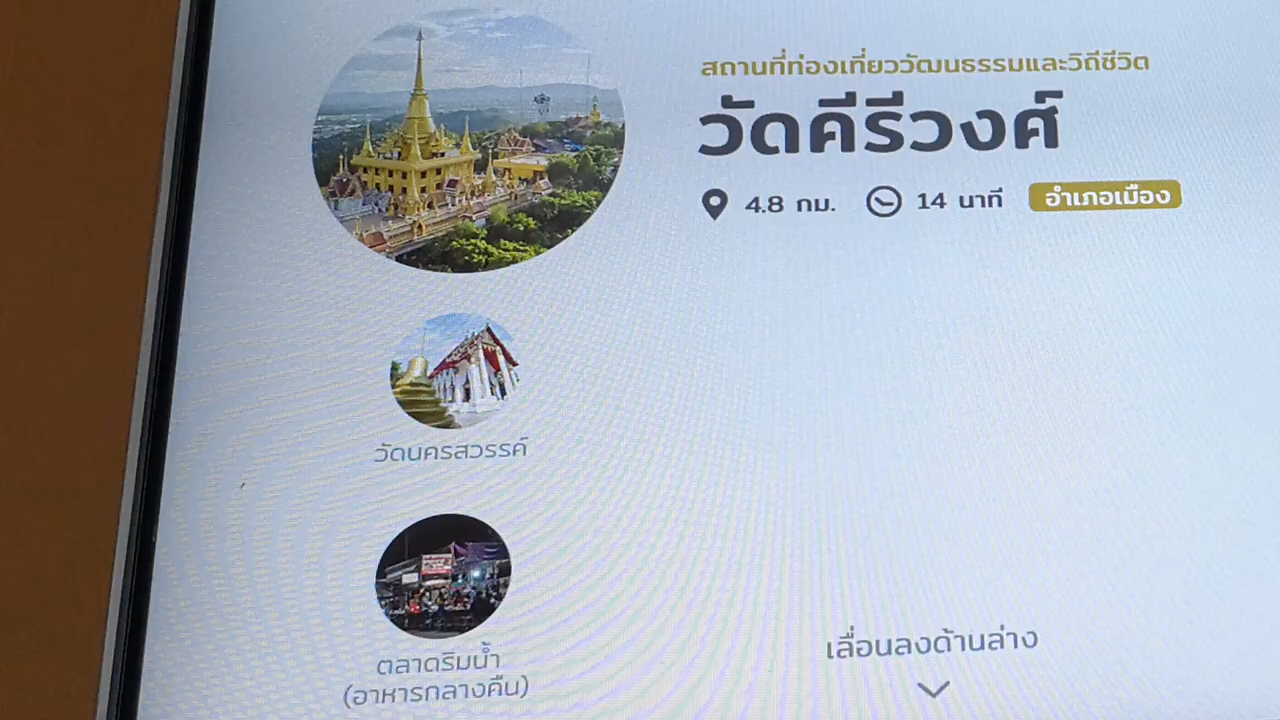 สถานที่ท่องเที่ยววัฒนธรรมและวิถีชีวิต
วัดคีรีวงศ์
4.8 กม. 14 นาที อำเภอเมือง
วัดนครสวรรค์
ตลาดริมน้ำ
(อาหารกลางคืน)
เลื่อนลงด้านล่าง